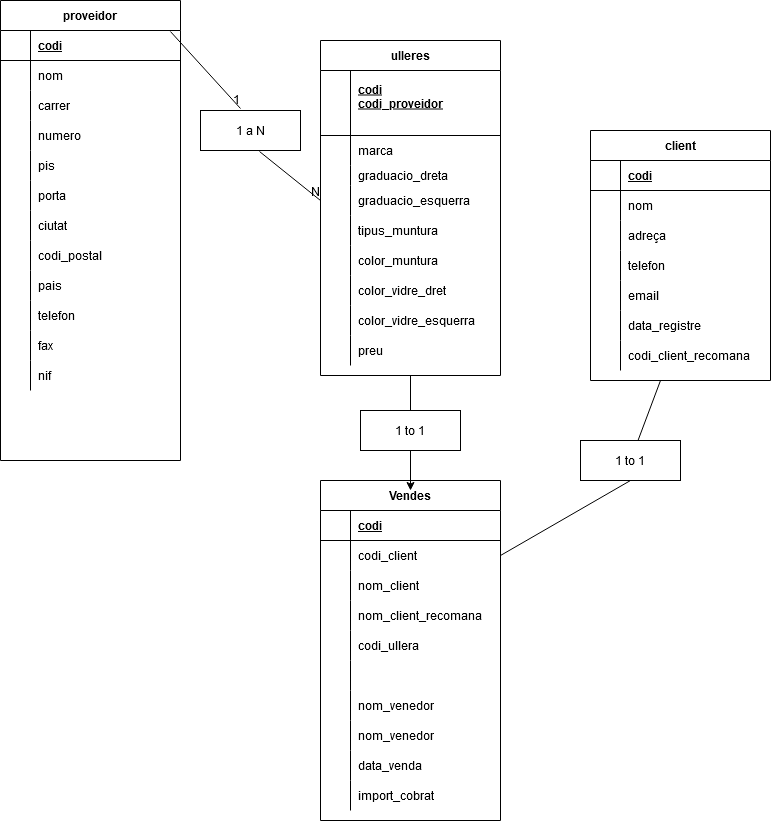 proveidor
codi
nom
carrer
numero
pis
porta
ciutat
codi_postal
pais
telefon
fax
nif
1
1 a N
N
ulleres
codi
codi_proveidor
marca
graduacio_dreta
graduacio_esquerra
tipus_muntura
color_muntura
color_vidre_dret
color_vidre_esquerra
preu
client
codi
nom
adreça
telefon
email
data_registre
codi_client_recomana
1 to 1
1 to 1
Vendes
codi
codi_client
nom_client
nom_client_recomana
codi_ullera
nom_venedor
nom_venedor
data_venda
import_cobrat